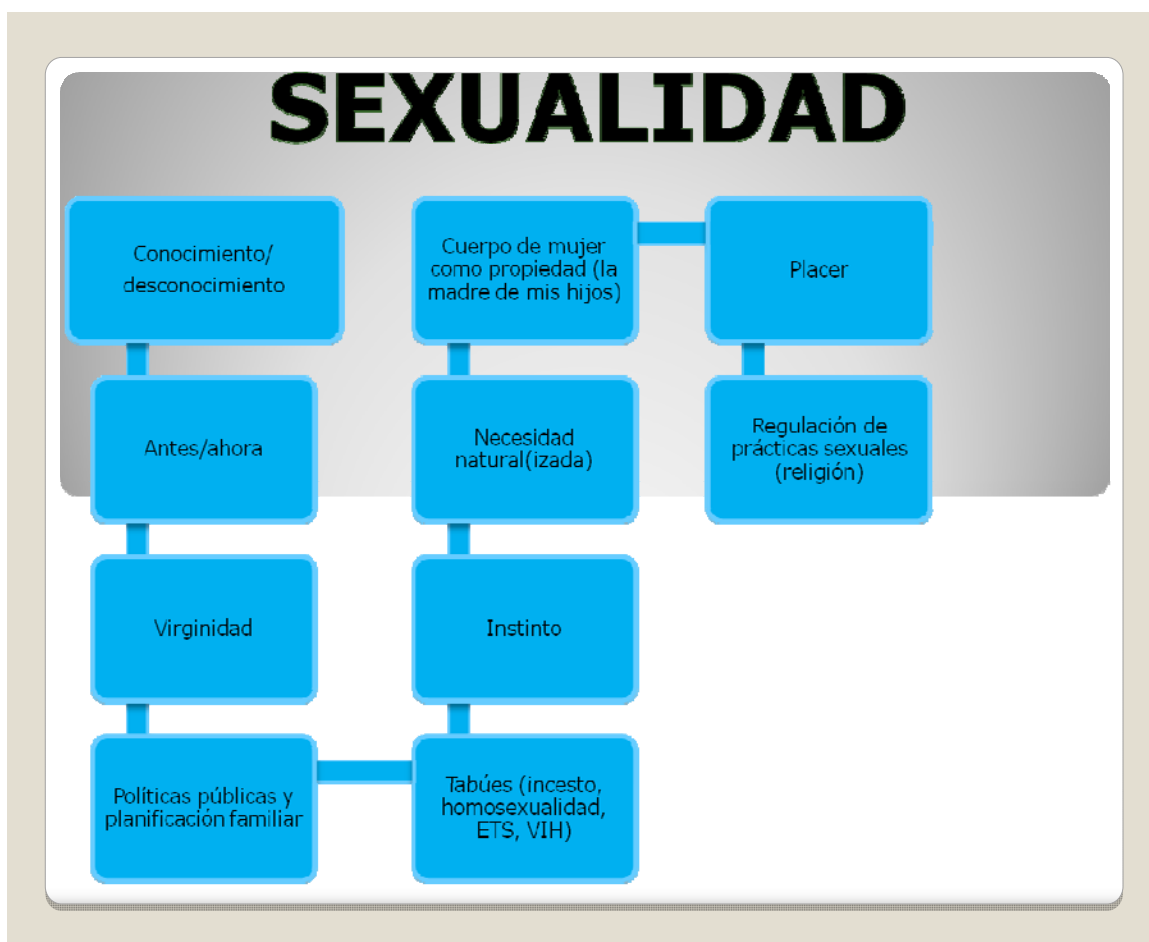 SEXUALIDAD
Conocimiento/
desconocimiento
Antes/ahora
Virginidad
Políticas públicas y
planificación familiar
Tabúes (incesto,
homosexualidad,
ETS, VIH)
Instinto
Necesidad
natural(izada)
Cuerpo de mujer
como propiedad (la
madre de mis hijos)
Placer
Regulación de
prácticas sexuales
(religión)